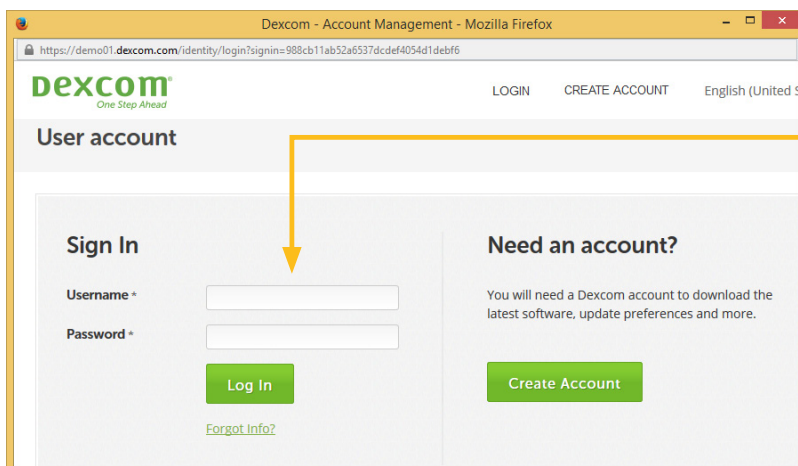 Dexcom - Account Management - Mozilla Firefox
https://demo01.dexcom.com/identity/login?signin=988cb11ab52a6537dcdef4054d1debf6
Dexcom
One Step Ahead
LOGIN CREATE ACCOUNT English (United S
User account
Sign In
Username *
Password *
Log In
Forgot Info?
Need an account?
You will need a Dexcom account to download the
latest software, update preferences and more.
Create Account